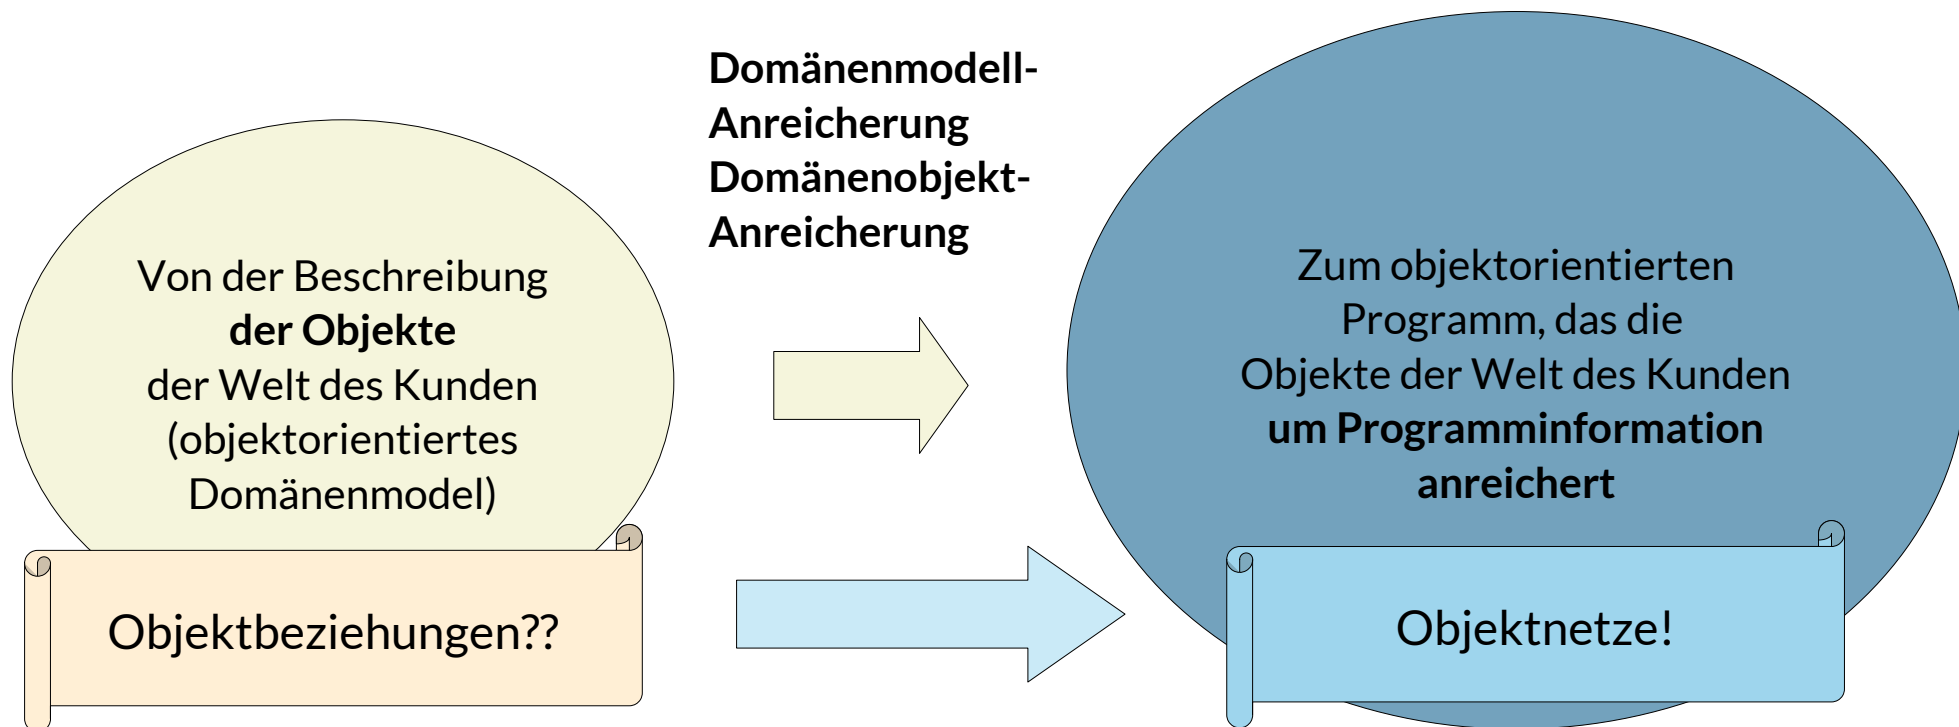 Domänenmodell-
Anreicherung
Domänenobjekt-
Anreicherung
Von der Beschreibung
der Objekte
der Welt des Kunden
(objektorientiertes
Domänenmodel)
Zum objektorientierten
Programm, das die
Objekte der Welt des Kunden
um Programminformation
anreichert
Objektbeziehungen??
Objektnetze!